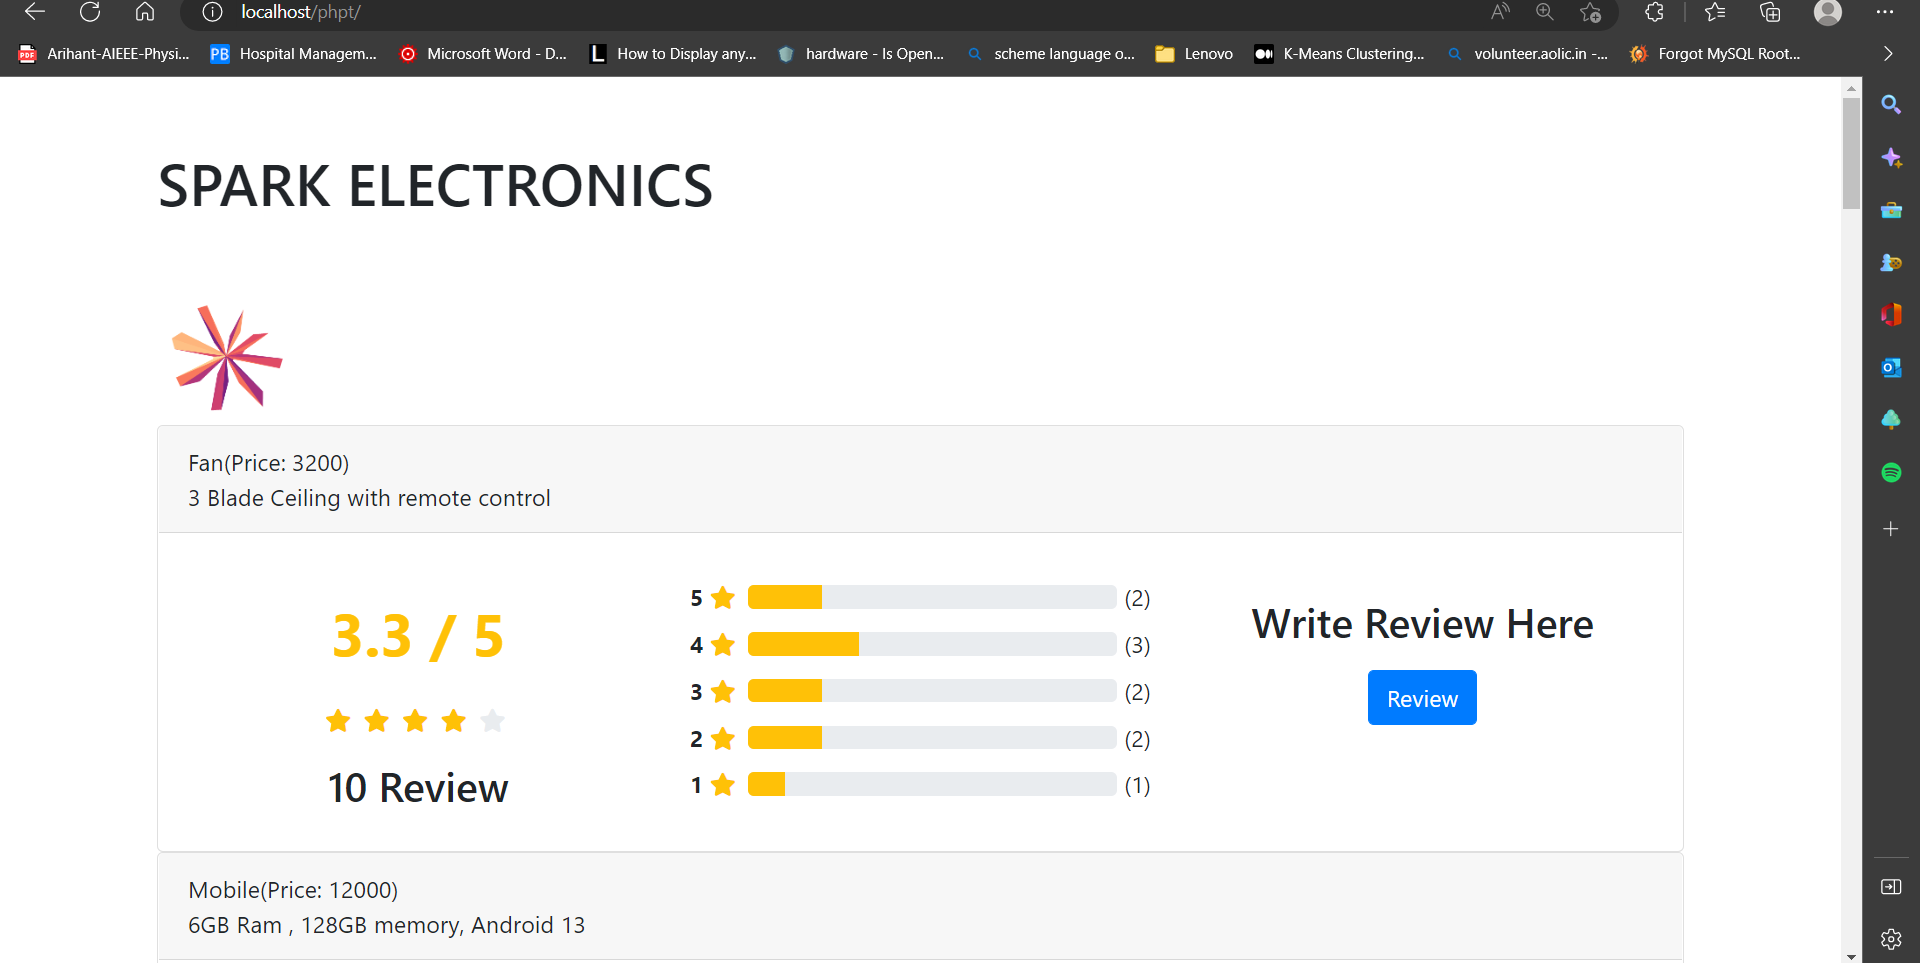 localhost/phpt/
PDF Arihant-AIEEE-Physi... PB Hospital Managem... Microsoft Word - D... L How to Display any... hardware - Is Open... scheme language o... Lenovo K-Means Clustering... volunteer.aolic.in -... Forgot MySQL Root...
SPARK ELECTRONICS
Fan(Price: 3200)
3 Blade Ceiling with remote control
3.3 / 5
10 Review
5 (2)
4 (3)
3 (2)
2 (2)
1 (1)
Write Review Here
Review
Mobile(Price: 12000)
6GB Ram , 128GB memory, Android 13